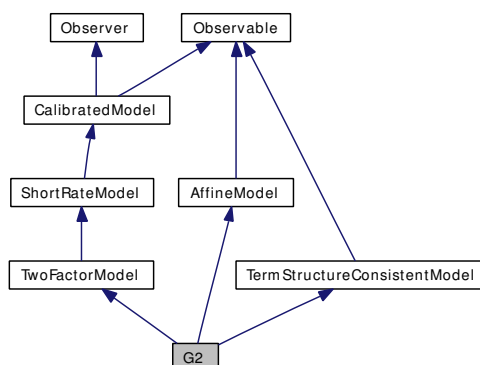 Observer
Observable
CalibratedModel
ShortRateModel
AffineModel
TwoFactorModel
TermStructureConsistentModel
G2